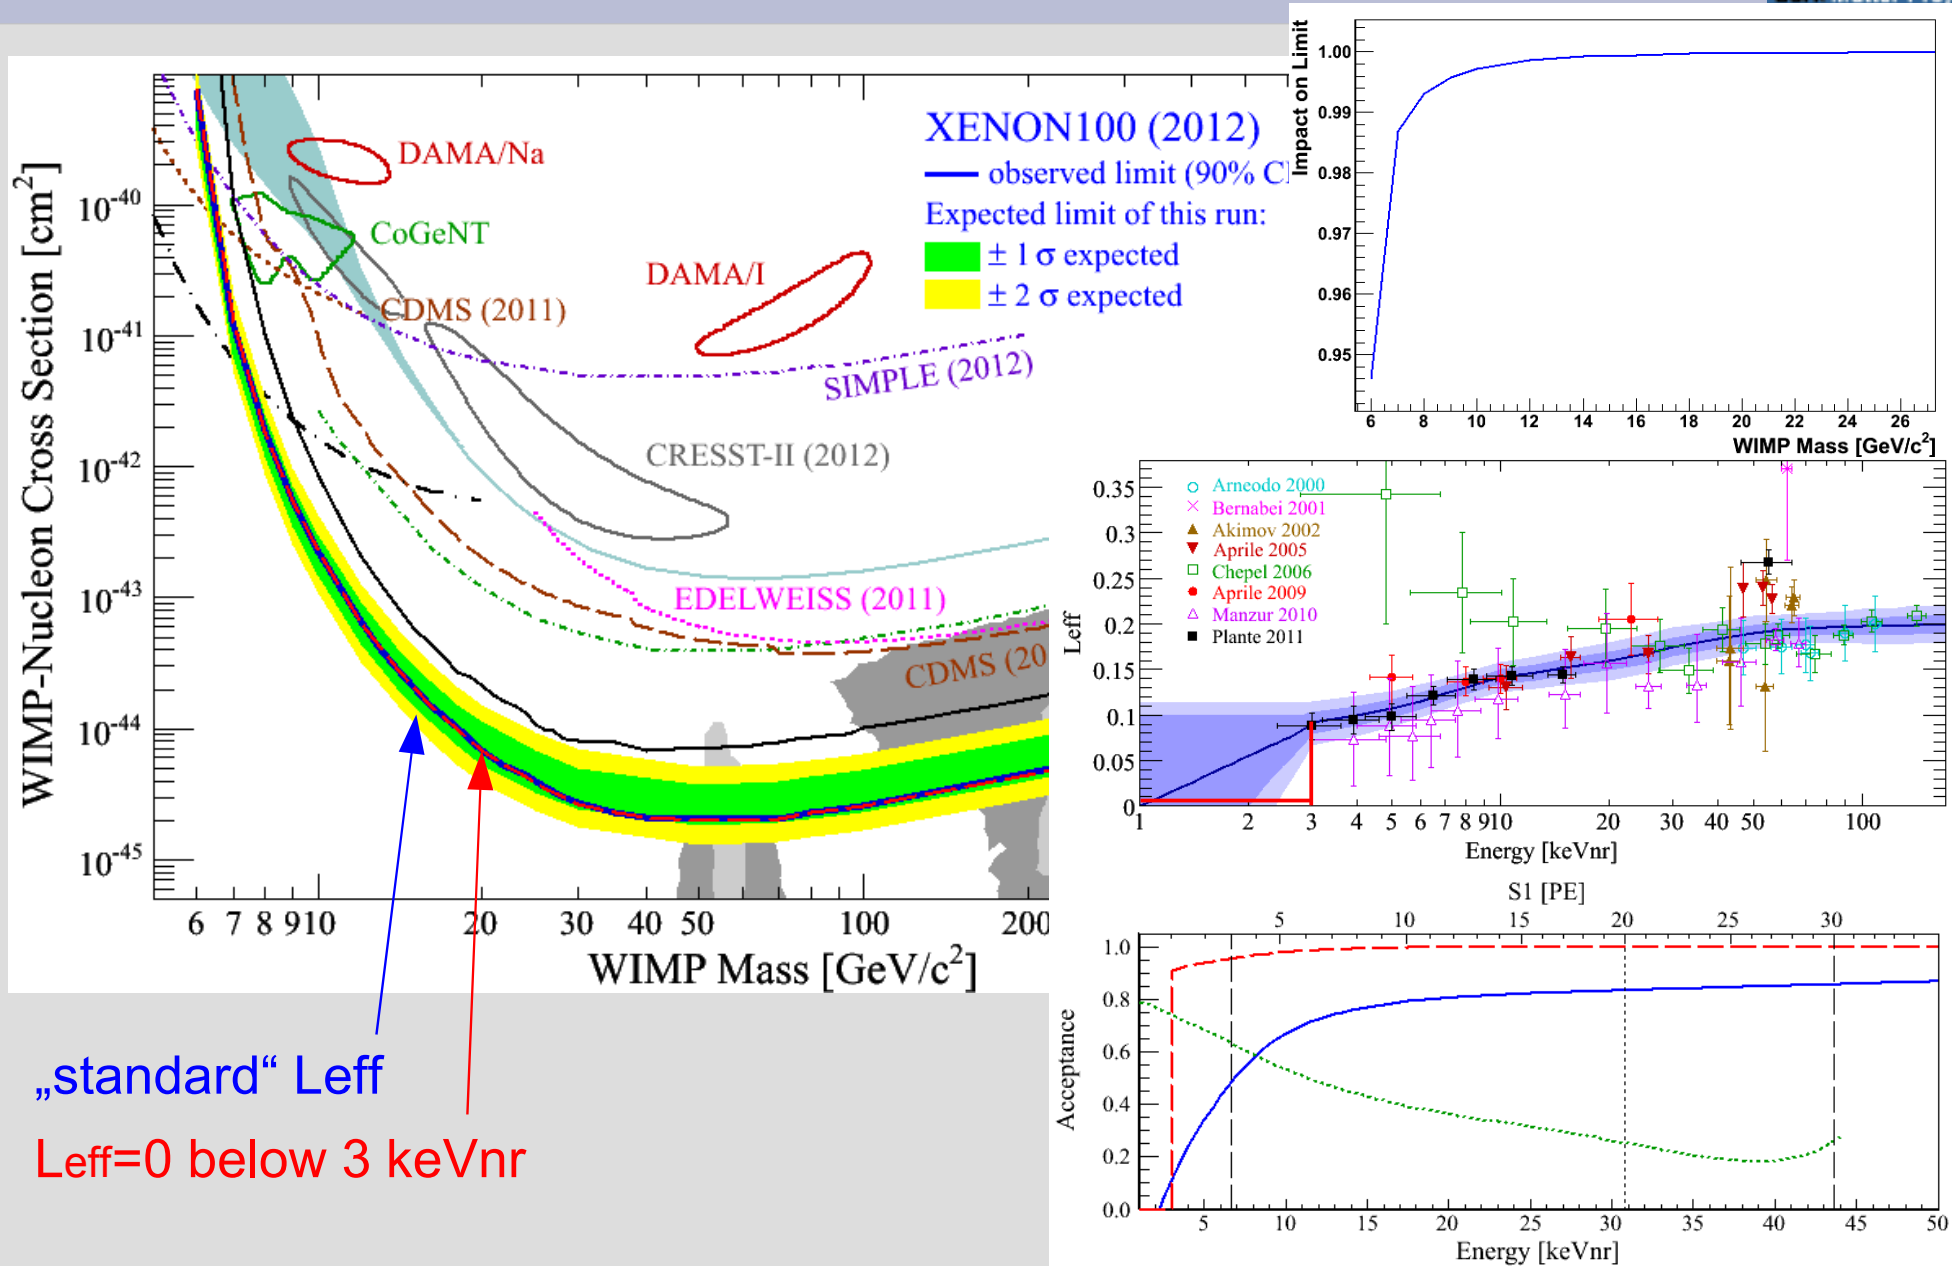 XENON100 (2012)
observed limit (90%
Expected limit of this run:
± 1 σ expected
± 2 σ expected
DAMA/Na
CoGeNT
DAMA/I
CDMS (2011)
SIMPLE (2012)
CRESST-II (2012)
EDELWEISS (2011)
CDMS (20
WIMP-Nucleon Cross Section [cm²]
10⁻⁴⁰
10⁻⁴¹
10⁻⁴²
10⁻⁴³
10⁻⁴⁴
10⁻⁴⁵
6 7 8 9 10 20 30 40 50 100 200
WIMP Mass [GeV/c²]
„standard“ Leff
Leff=0 below 3 keVnr
Impact on Limit
1.00
0.99
0.98
0.97
0.96
0.95
6 8 10 12 14 16 18 20 22 24 26
WIMP Mass [GeV/c²]
Leff
0.35
0.3
0.25
0.2
0.15
0.1
0.05
0
Arneodo 2000
Bernabei 2001
Akimov 2002
Aprile 2005
Chepel 2006
Aprile 2009
Manzur 2010
Plante 2011
1 2 3 4 5 6 7 8 9 10 20 30 40 50 100
Energy [keVnr]
S1 [PE]
5 10 15 20 25 30
Acceptance
1.0
0.8
0.6
0.4
0.2
0.0
5 10 15 20 25 30 35 40 45 50
Energy [keVnr]